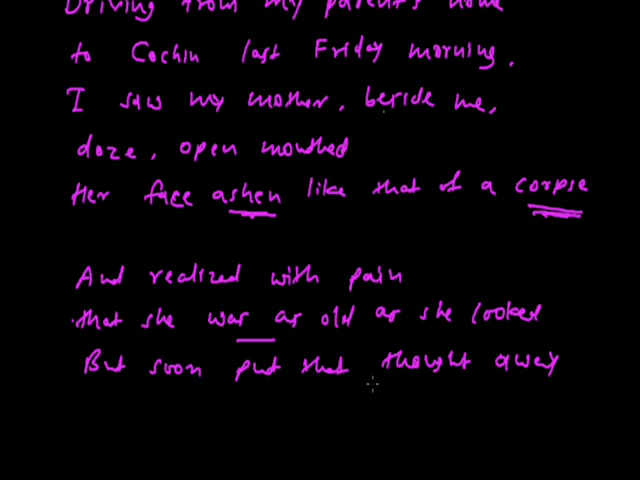 Driving from my parent's home
to Cochin last Friday morning,
I saw my mother, beside me,
doze, open mouthed
Her face ashen like that of a corpse
And realized with pain
that she was as old as she looked
But soon put that thought away